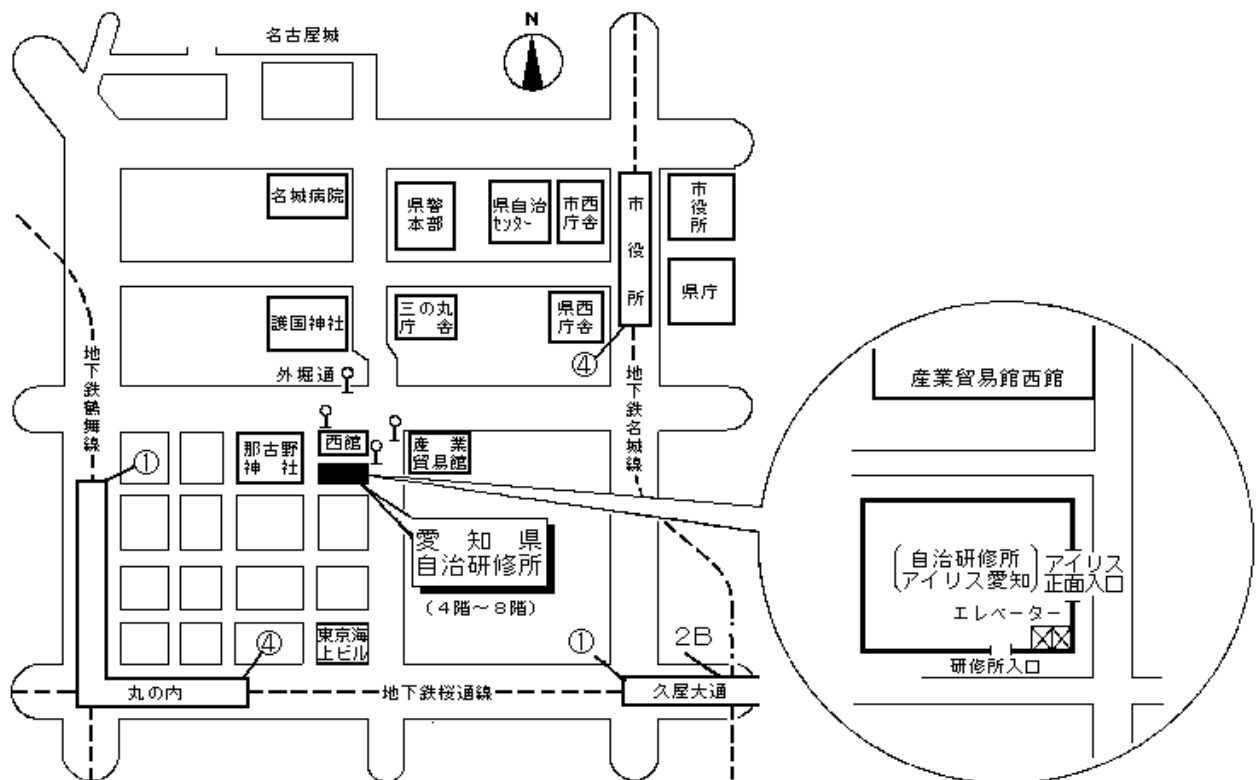 名古屋城
N
名城病院
県警
本部
県自治
センター
市西
庁舎
市役所
市
役
所
県庁
護国神社
三の丸
庁舎
県西
庁舎
④
地下鉄鶴舞線
外堀通
地下鉄名城線
那古野
神社
西館
産業
貿易館
①
愛知県
自治研修所
(4階～8階)
東京海
上ビル
④
①
2B
丸の内
地下鉄桜通線
久屋大通
産業貿易館西館
自治研修所
アイリス愛知
アイリス
正面入口
エレベーター
研修所入口